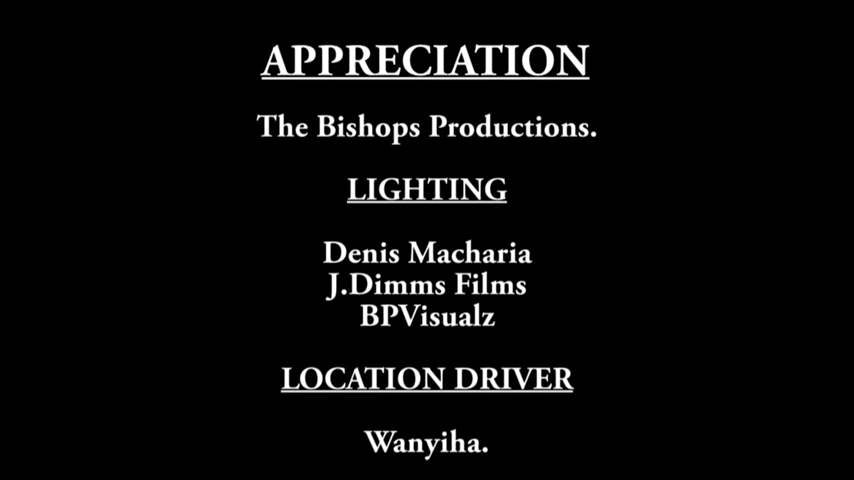 APPRECIATION
The Bishops Productions.
LIGHTING
Denis Macharia
J.Dimms Films
BPVisualz
LOCATION DRIVER
Wanyiha.